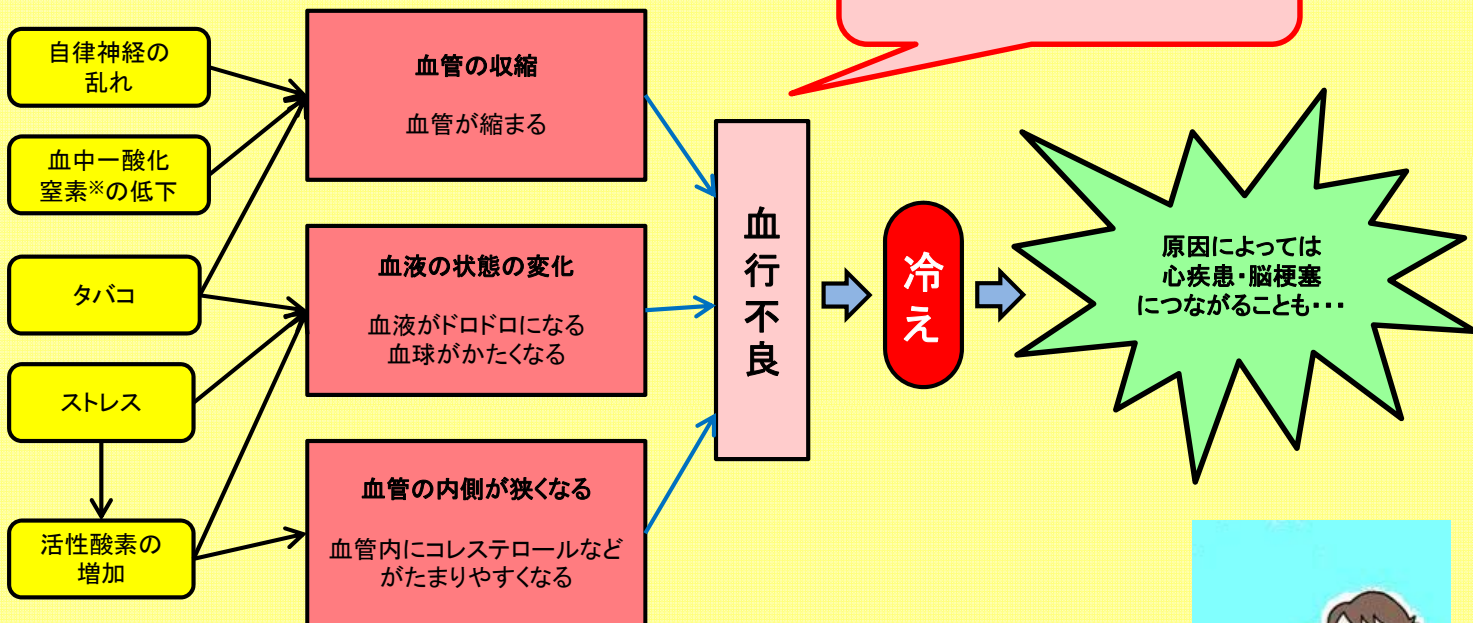 自律神経の
乱れ
血中一酸化
窒素※の低下
タバコ
ストレス
活性酸素の
増加
血管の収縮
血管が縮まる
血液の状態の変化
血液がドロドロになる
血球がかたくなる
血管の内側が狭くなる
血管内にコレステロールなど
がたまりやすくなる
血行不良
冷え
原因によっては
心疾患・脳梗塞
につながることも・・・